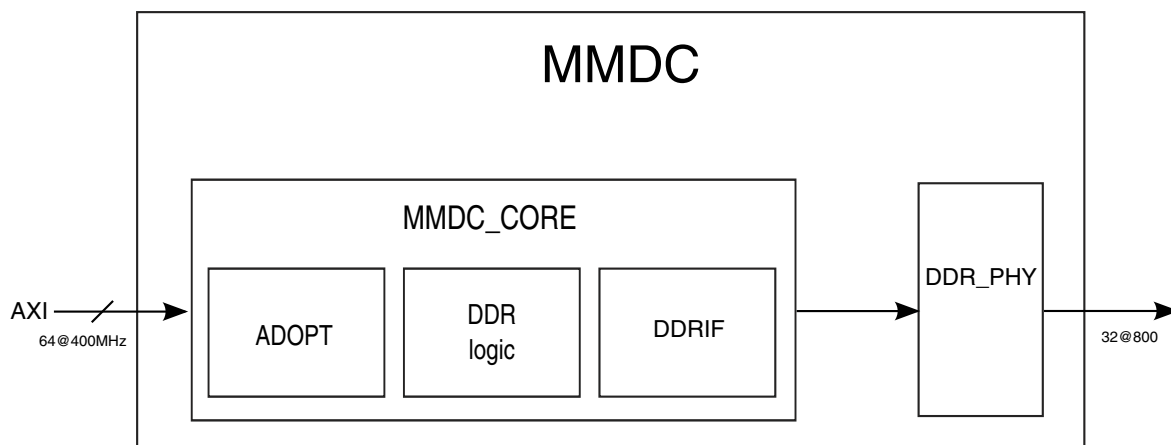 MMDC
MMDC_CORE
AXI
64@400MHz
ADOPT
DDR
logic
DDRIF
DDR_PHY
32@800